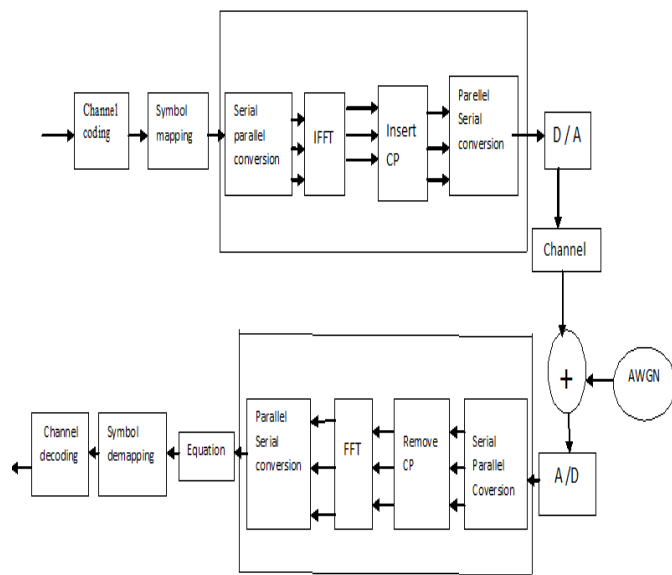 Channel
coding
Symbol
mapping
Serial
parallel
conversion
IFFT
Insert
CP
Parellel
Serial
conversion
D / A
Channel
+
AWGN
A /D
Serial
Parallel
Coversion
Remove
CP
FFT
Parallel
Serial
conversion
Equation
Symbol
demapping
Channel
decoding